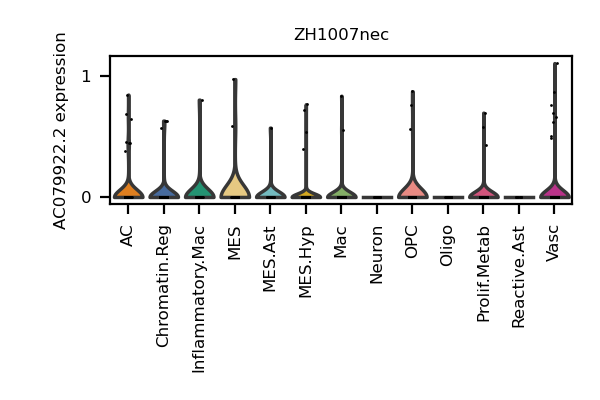 ZH1007nec
AC079922.2 expression
1
0
AC
Chromatin.Reg
Inflammatory.Mac
MES
MES.Ast
MES.Hyp
Mac
Neuron
OPC
Oligo
Prolif.Metab
Reactive.Ast
Vasc